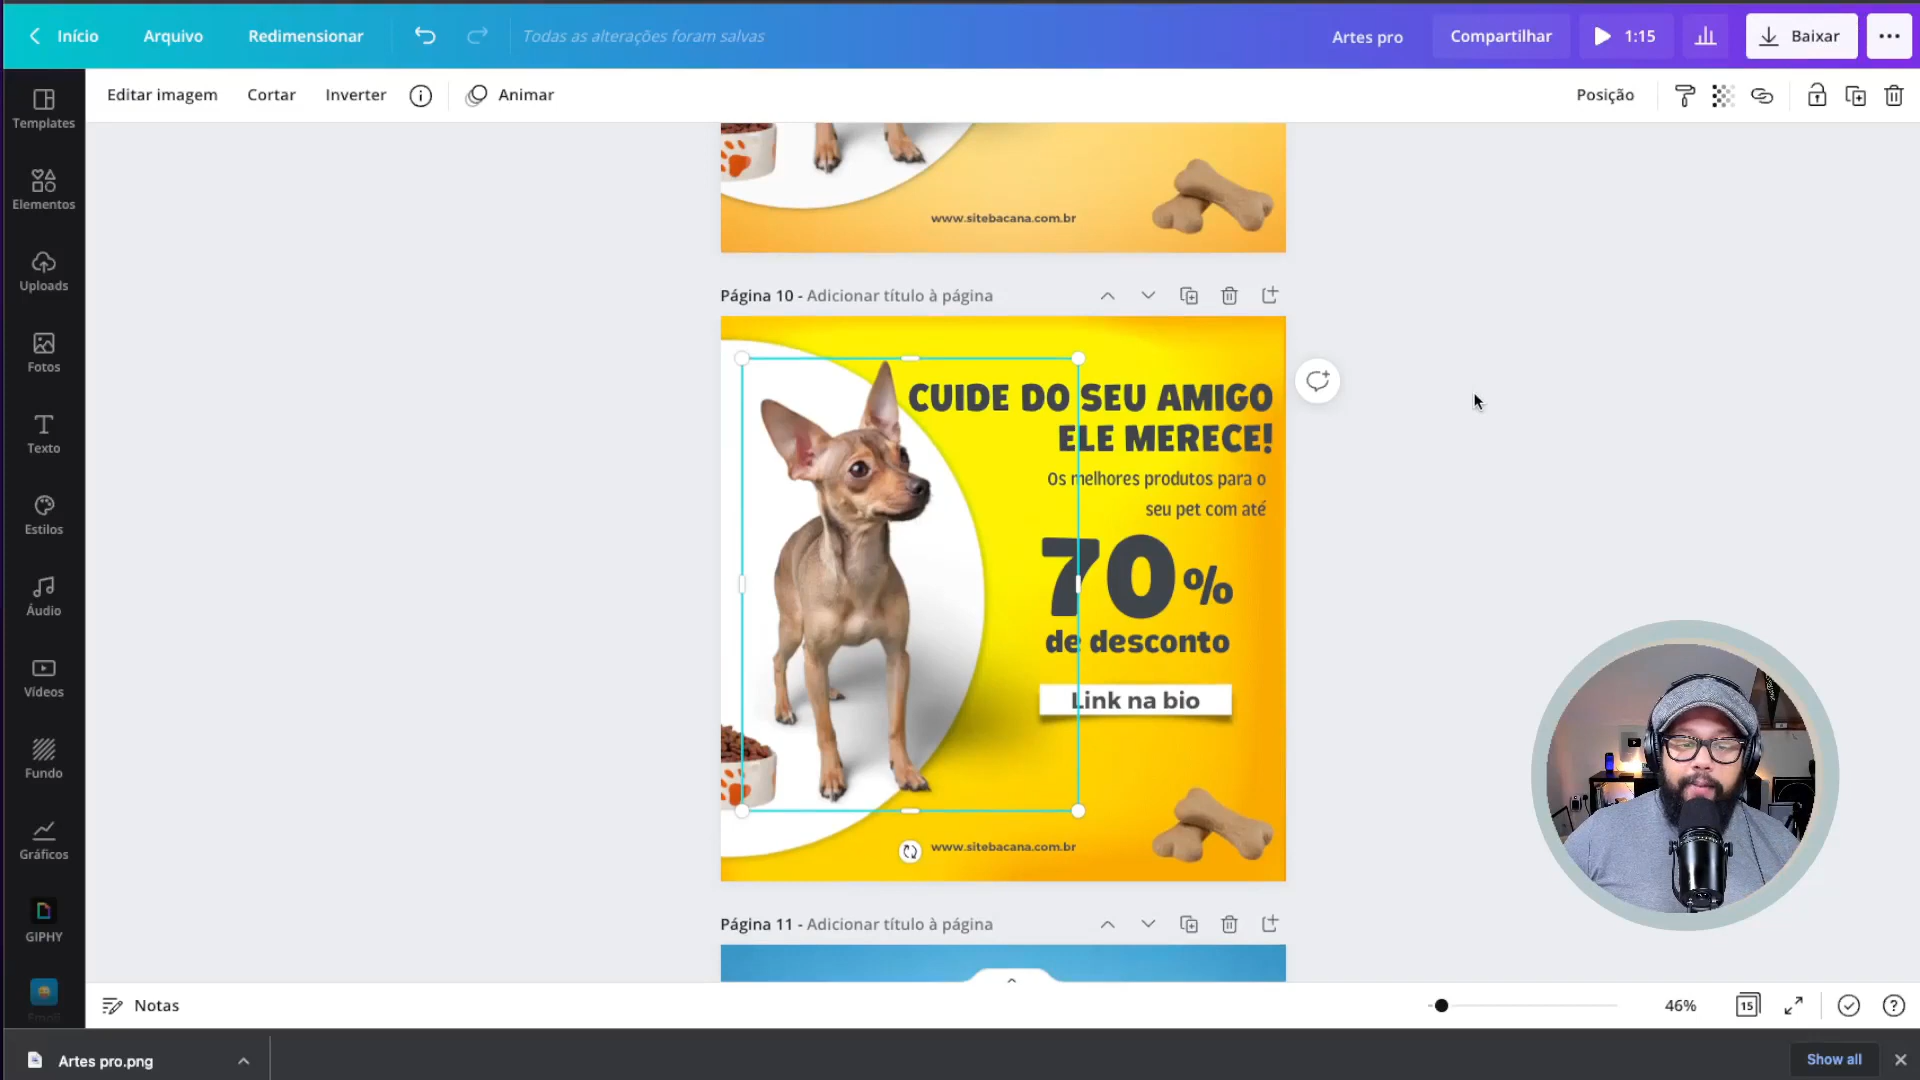 Início
Arquivo
Redimensionar
Todas as alterações foram salvas
Artes pro
Compartilhar
1:15
Baixar
Templates
Editar imagem
Cortar
Inverter
Animar
Posição
Elementos
Uploads
Fotos
Texto
Estilos
Áudio
Vídeos
Fundo
Gráficos
GIPHY
Emoji
www.sitebacana.com.br
Página 10 - Adicionar título à página
CUIDE DO SEU AMIGO
ELE MERECE!
Os melhores produtos para o
seu pet com até
70%
de desconto
Link na bio
www.sitebacana.com.br
Página 11 - Adicionar título à página
Notas
46%
15
Artes pro.png
Show all